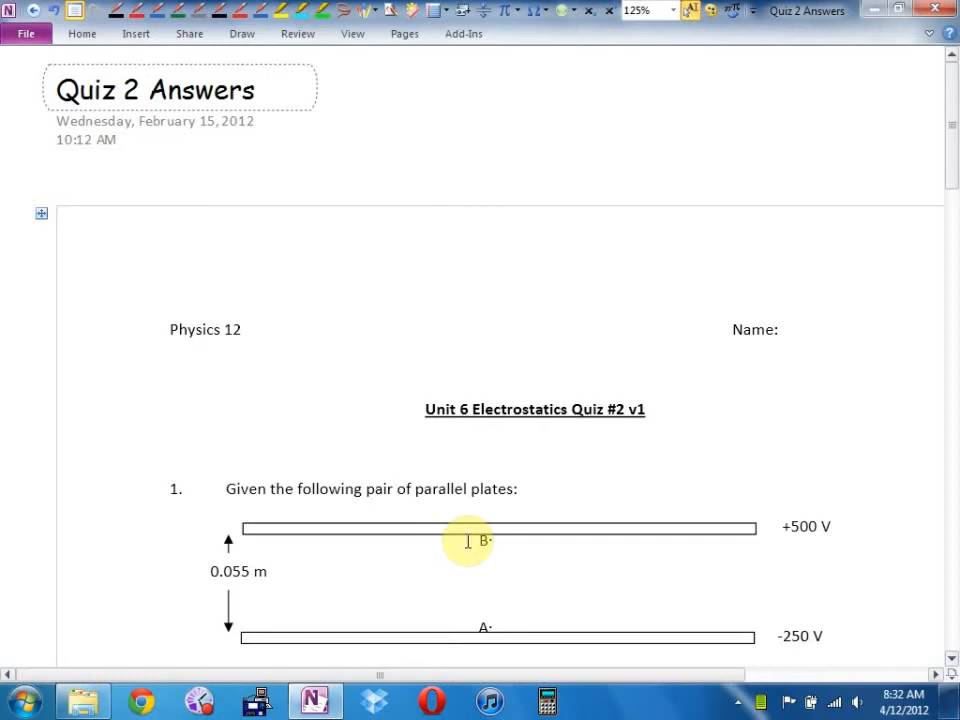 125%
Quiz 2 Answers
File Home Insert Share Draw Review View Pages Add-Ins
Quiz 2 Answers
Wednesday, February 15, 2012
10:12 AM
Physics 12 Name:
Unit 6 Electrostatics Quiz #2 v1
1. Given the following pair of parallel plates:
+500 V
B·
0.055 m
A·
-250 V
8:32 AM
4/12/2012